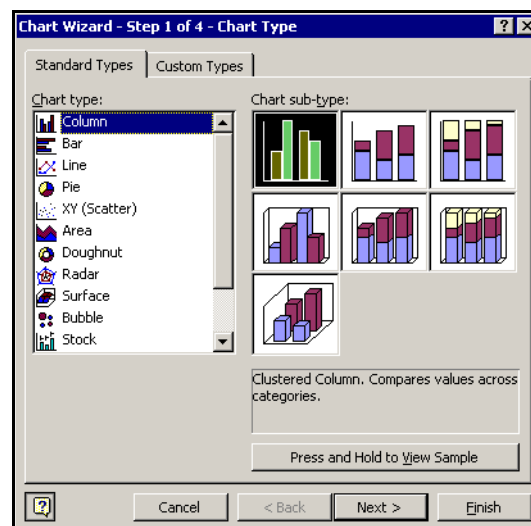 Chart Wizard - Step 1 of 4 - Chart Type
Standard Types
Custom Types
Chart type:
Column
Bar
Line
Pie
XY (Scatter)
Area
Doughnut
Radar
Surface
Bubble
Stock
Chart sub-type:
Clustered Column. Compares values across
categories.
Press and Hold to View Sample
Cancel
< Back
Next >
Finish